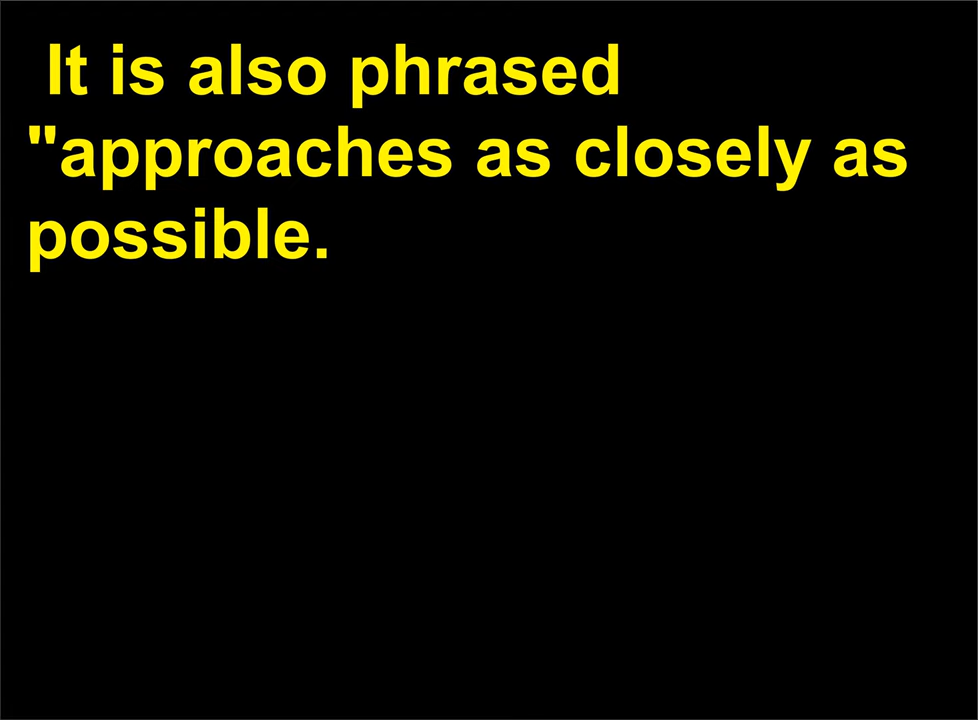 It is also phrased
"approaches as closely as
possible.